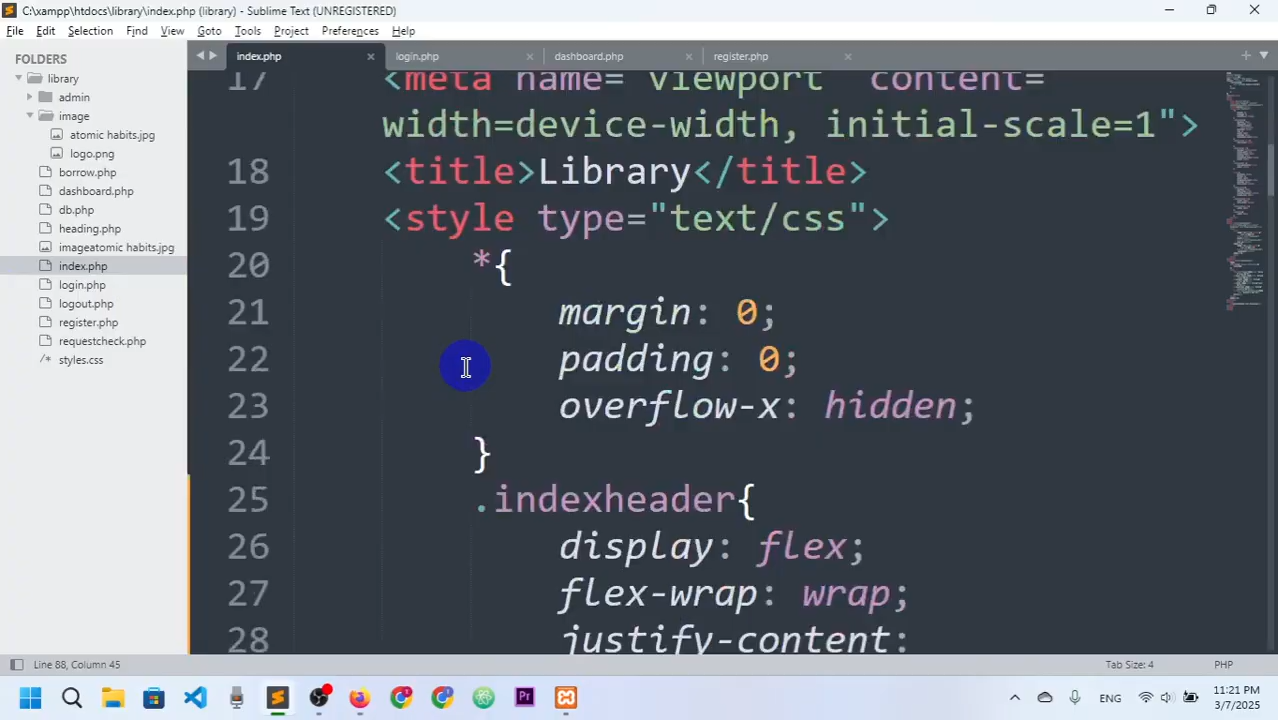 C:\xampp\htdocs\library\index.php (library) - Sublime Text (UNREGISTERED)
File Edit Selection Find View Goto Tools Project Preferences Help
FOLDERS
library
admin
image
atomic habits.jpg
logo.png
borrow.php
dashboard.php
db.php
heading.php
imageatomic habits.jpg
index.php
login.php
logout.php
register.php
requestcheck.php
styles.css
index.php login.php dashboard.php register.php
17 <meta name="viewport" content="
width=device-width, initial-scale=1">
18 <title>Library</title>
19 <style type="text/css">
20 *{
21 margin: 0;
22 padding: 0;
23 overflow-x: hidden;
24 }
25 .indexheader{
26 display: flex;
27 flex-wrap: wrap;
28 justify-content:
Line 88, Column 45
Tab Size: 4 PHP
ENG
11:21 PM
3/7/2025
Pr